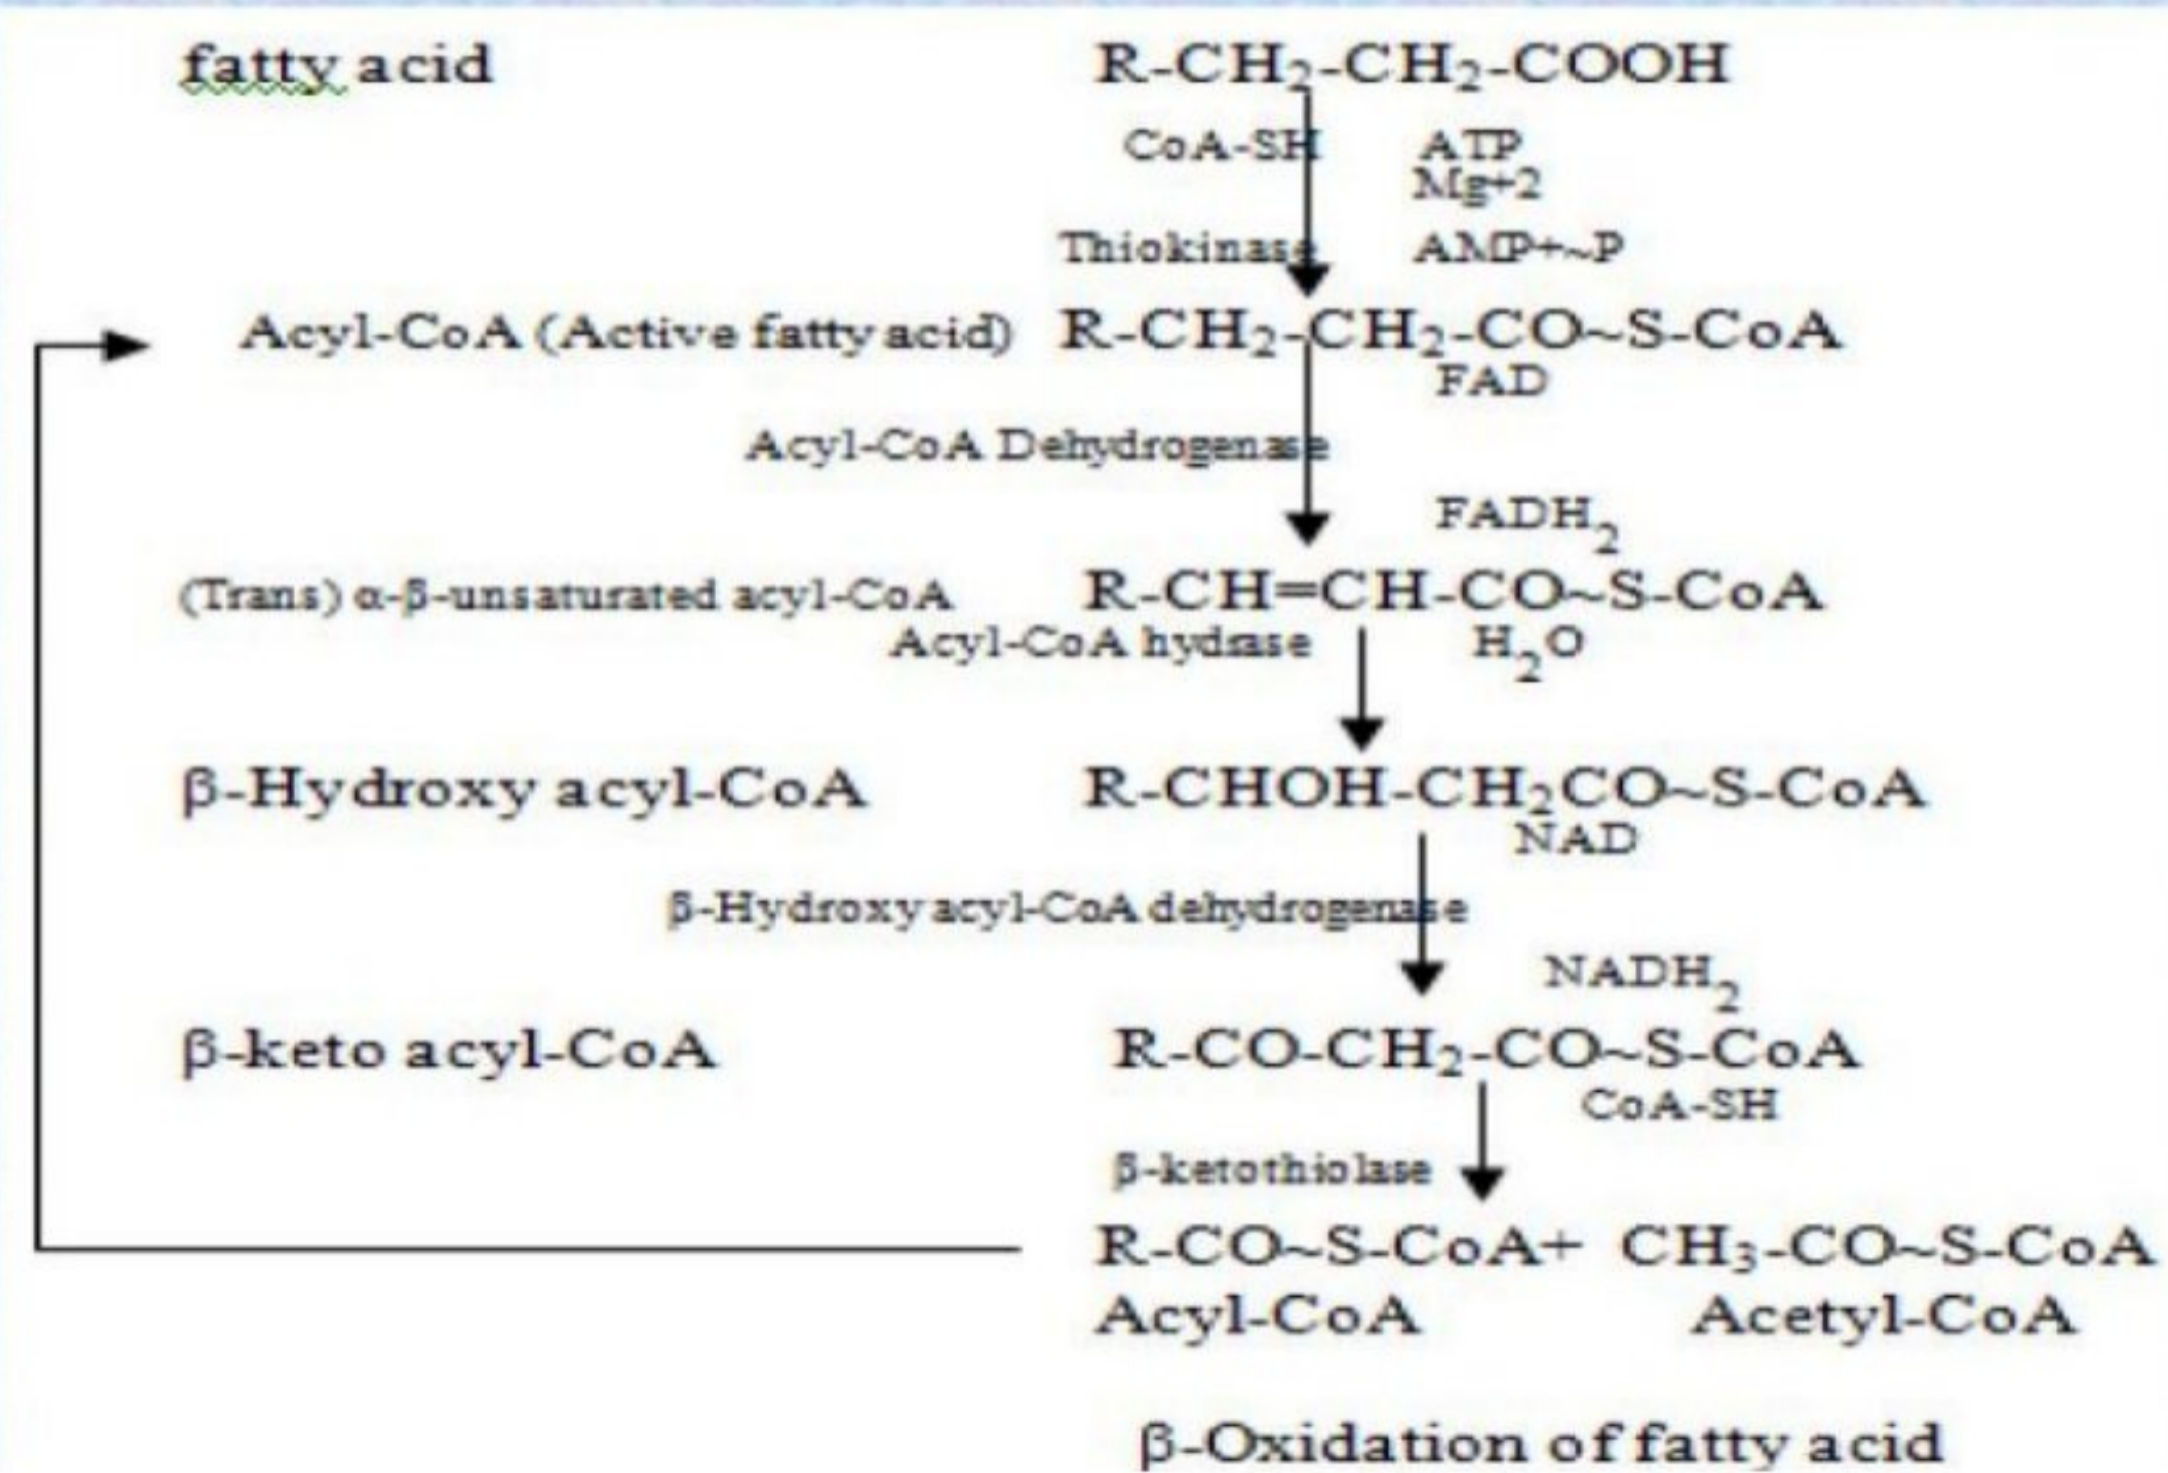 fatty acid R-CH₂-CH₂-COOH
CoA-SH ATP
Mg+2
Thiokinase AMP+~P
Acyl-CoA (Active fatty acid) R-CH₂-CH₂-CO~S-CoA
FAD
Acyl-CoA Dehydrogenase
FADH₂
(Trans) α-β-unsaturated acyl-CoA R-CH=CH-CO~S-CoA
Acyl-CoA hydrase H₂O
β-Hydroxy acyl-CoA R-CHOH-CH₂CO~S-CoA
NAD
β-Hydroxy acyl-CoA dehydrogenase
NADH₂
β-keto acyl-CoA R-CO-CH₂-CO~S-CoA
CoA-SH
β-ketothiolase
R-CO~S-CoA+ CH₃-CO~S-CoA
Acyl-CoA Acetyl-CoA
β-Oxidation of fatty acid